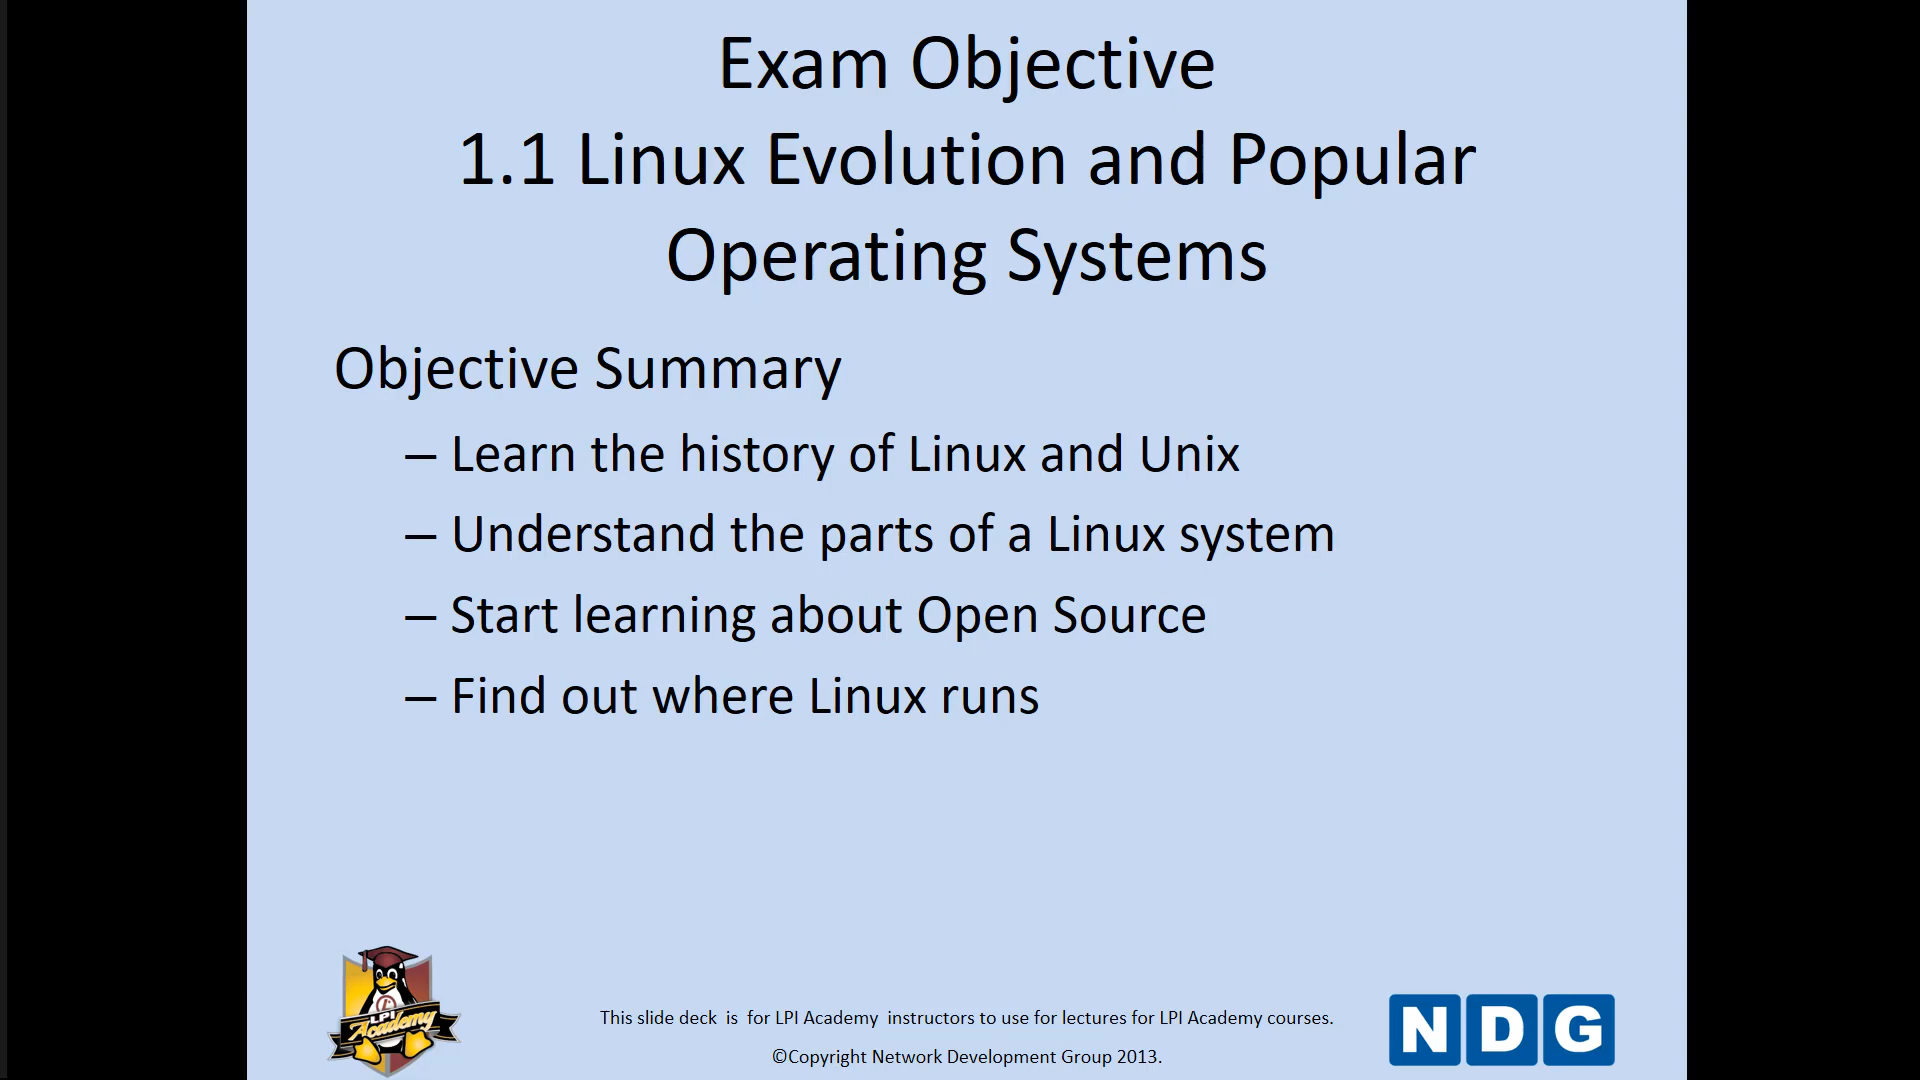 Exam Objective
1.1 Linux Evolution and Popular
Operating Systems
Objective Summary
– Learn the history of Linux and Unix
– Understand the parts of a Linux system
– Start learning about Open Source
– Find out where Linux runs
LPI
Academy
This slide deck  is  for LPI Academy  instructors to use for lectures for LPI Academy courses.
©Copyright Network Development Group 2013.
NDG